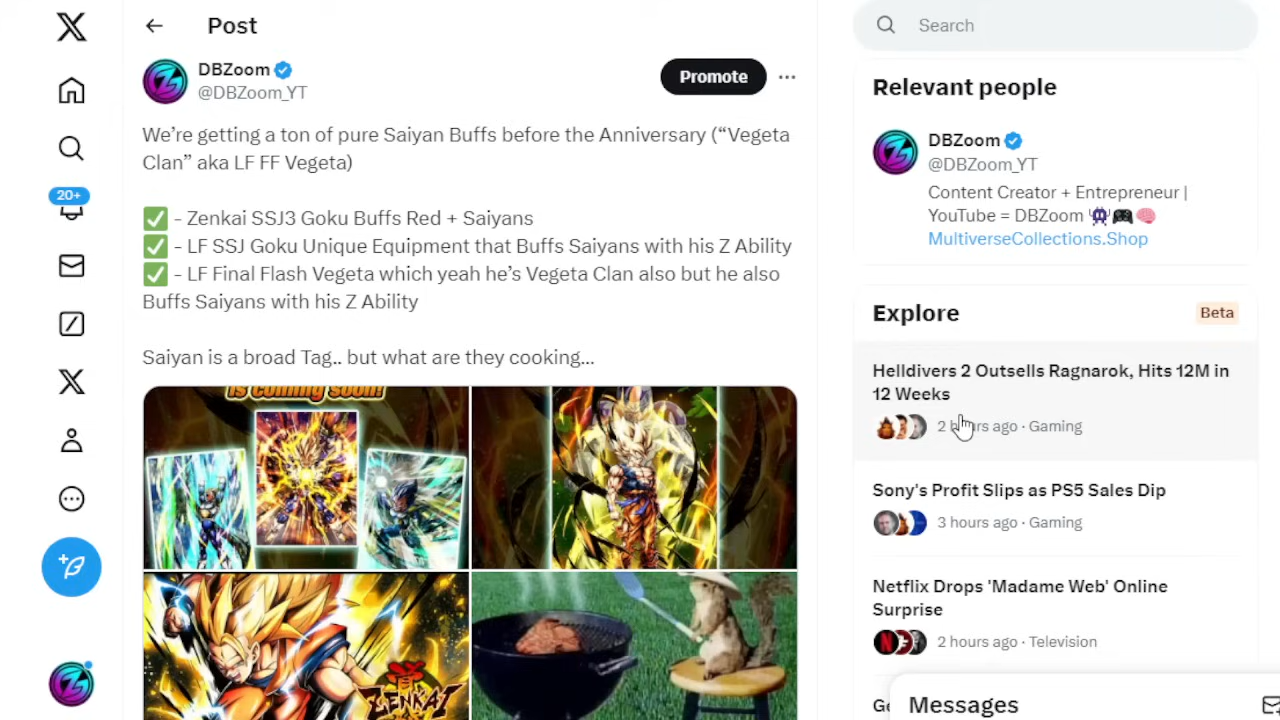 Post
Search
DBZoom
@DBZoom_YT
Promote
We're getting a ton of pure Saiyan Buffs before the Anniversary (“Vegeta
Clan” aka LF FF Vegeta)
✅ - Zenkai SSJ3 Goku Buffs Red + Saiyans
✅ - LF SSJ Goku Unique Equipment that Buffs Saiyans with his Z Ability
✅ - LF Final Flash Vegeta which yeah he's Vegeta Clan also but he also
Buffs Saiyans with his Z Ability
Saiyan is a broad Tag.. but what are they cooking...
is coming soon!
ZENKAI
20+
Relevant people
DBZoom
@DBZoom_YT
Content Creator + Entrepreneur |
YouTube = DBZoom
MultiverseCollections.Shop
Explore
Beta
Helldivers 2 Outsells Ragnarok, Hits 12M in
12 Weeks
2 hours ago · Gaming
Sony's Profit Slips as PS5 Sales Dip
3 hours ago · Gaming
Netflix Drops 'Madame Web' Online
Surprise
2 hours ago · Television
Messages